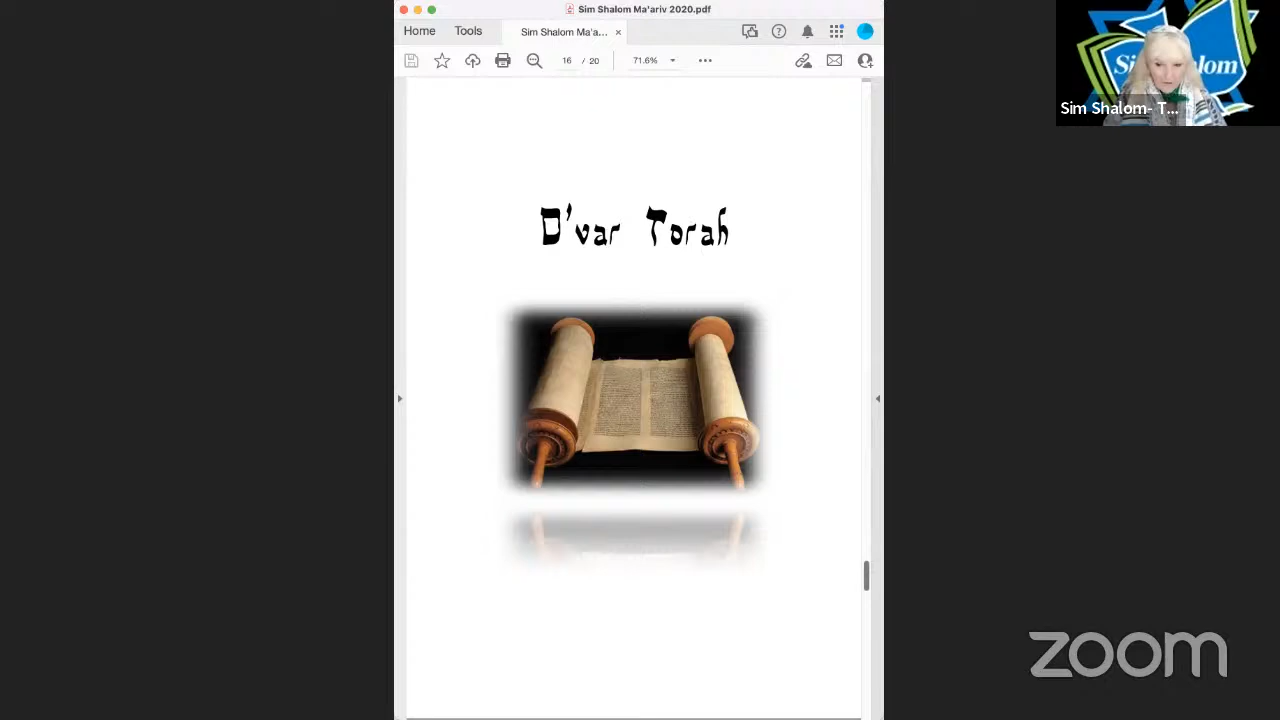 Sim Shalom Ma'ariv 2020.pdf
Home Tools Sim Shalom Ma'a... ×
16 / 20 71.6%
D'var Torah
Sim Shalom- T...
zoom